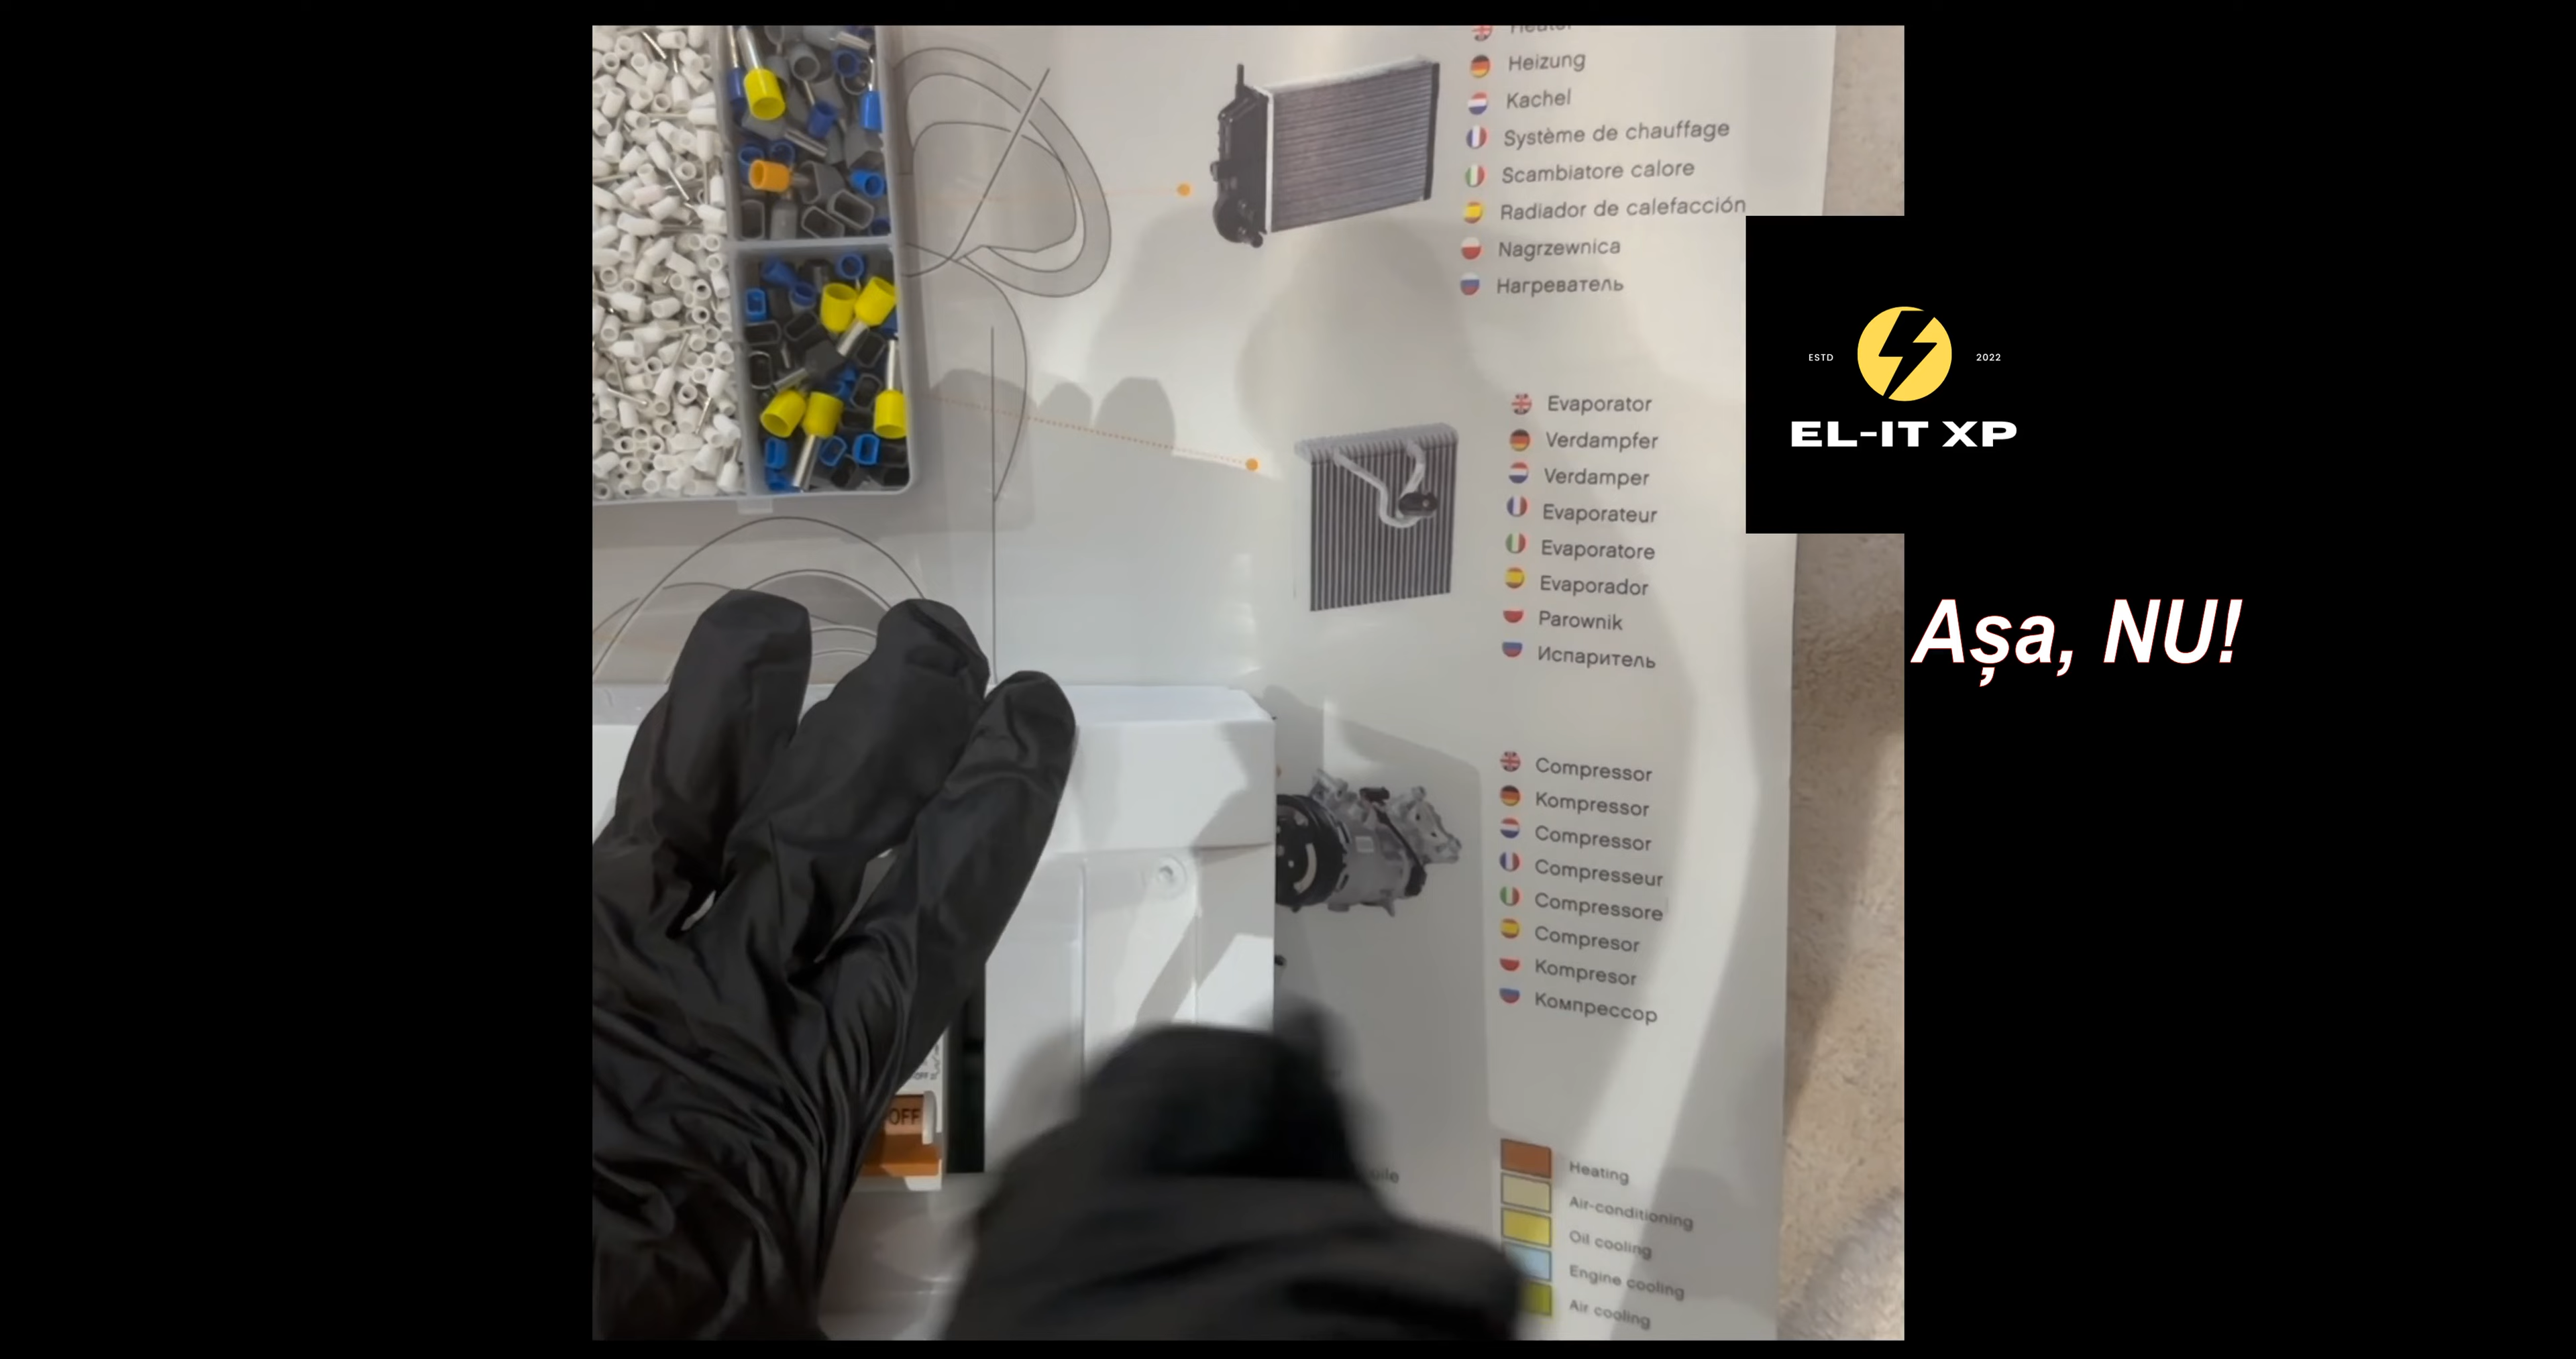 Heater
Heizung
Kachel
Système de chauffage
Scambiatore calore
Radiador de calefacción
Nagrzewnica
Нагреватель
ESTD
2022
EL-IT XP
Evaporator
Verdampfer
Verdamper
Evaporateur
Evaporatore
Evaporador
Parownik
Испаритель
Așa, NU!
Compressor
Kompressor
Compressor
Compresseur
Compressore
Compresor
Kompresor
Компрессор
OFF
Heating
Air-conditioning
Oil cooling
Engine cooling
Air cooling